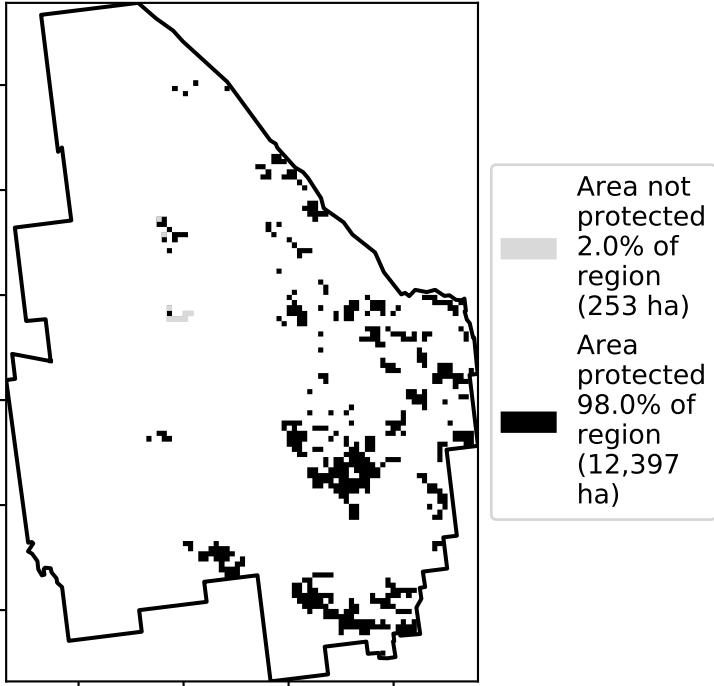 Area not
protected
2.0% of
region
(253 ha)
Area
protected
98.0% of
region
(12,397
ha)